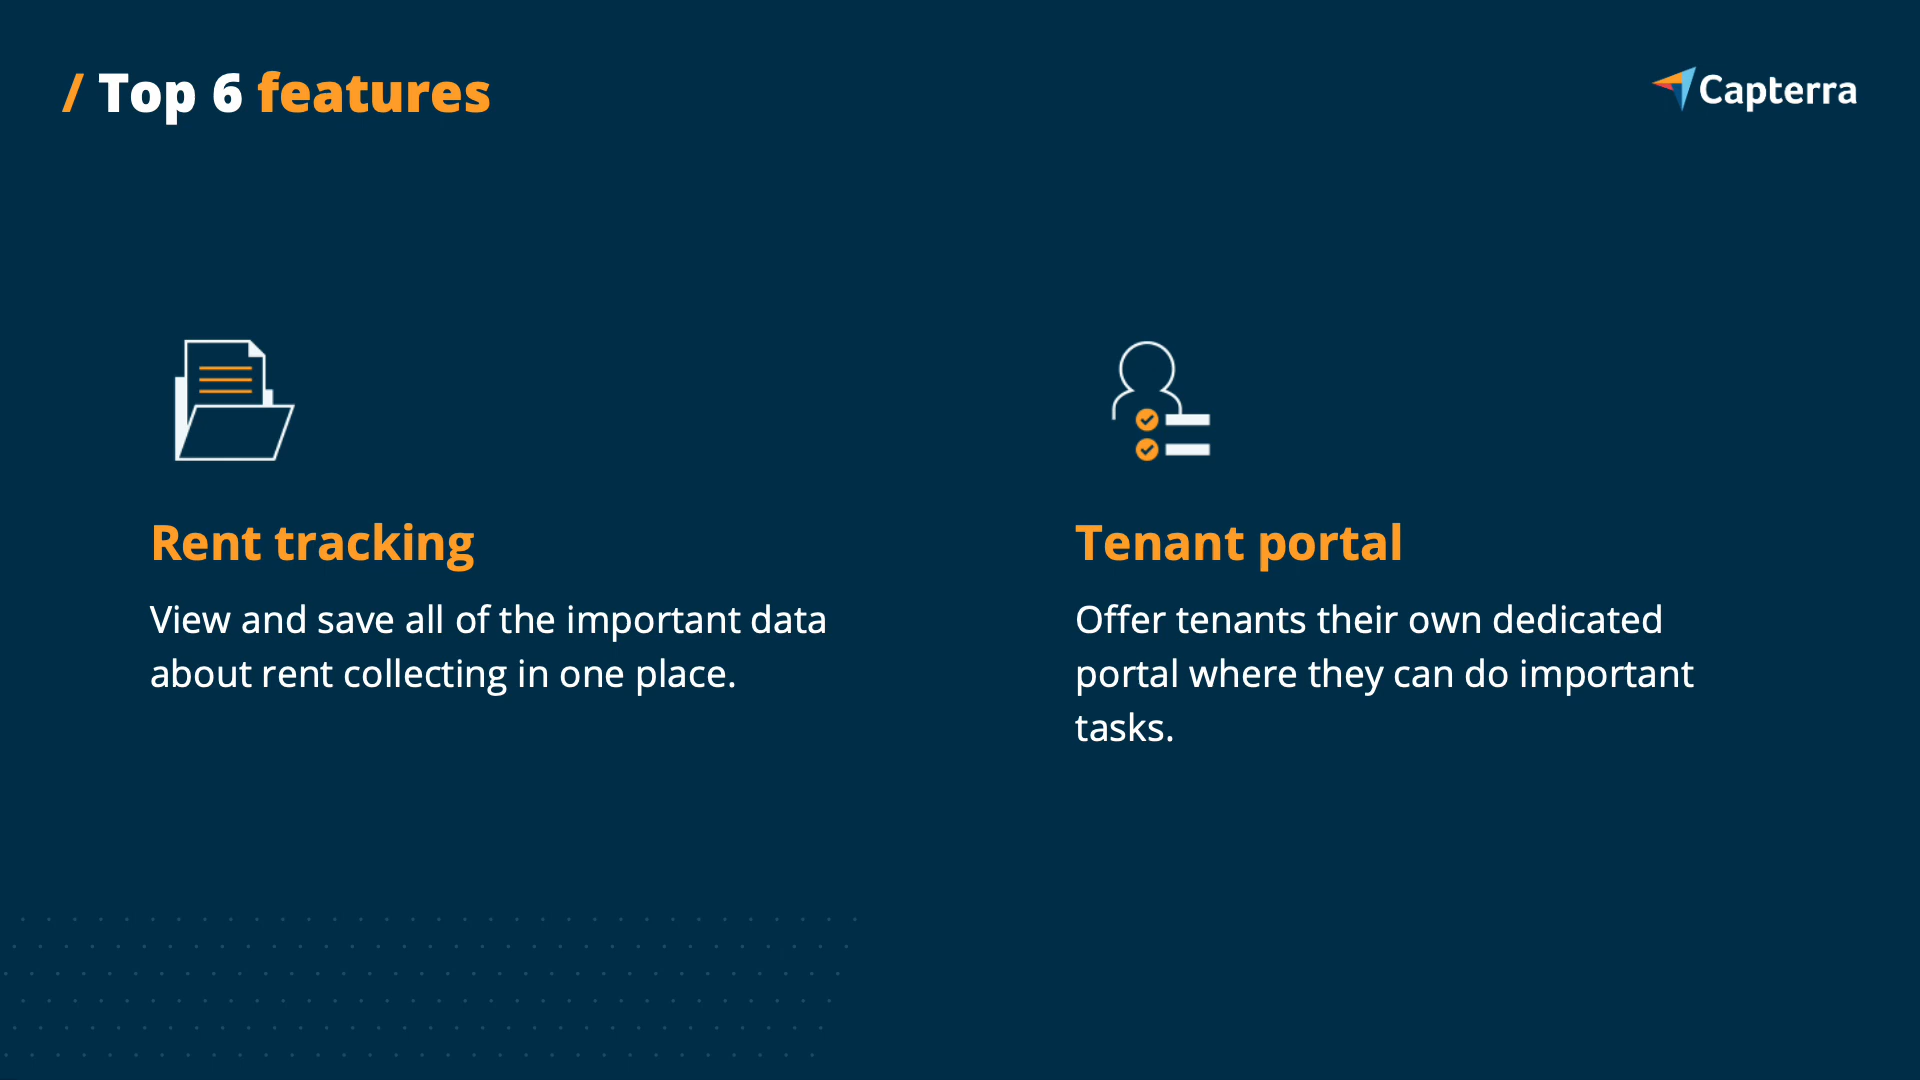 / Top 6 features
Capterra
Rent tracking
View and save all of the important data
about rent collecting in one place.
Tenant portal
Offer tenants their own dedicated
portal where they can do important
tasks.